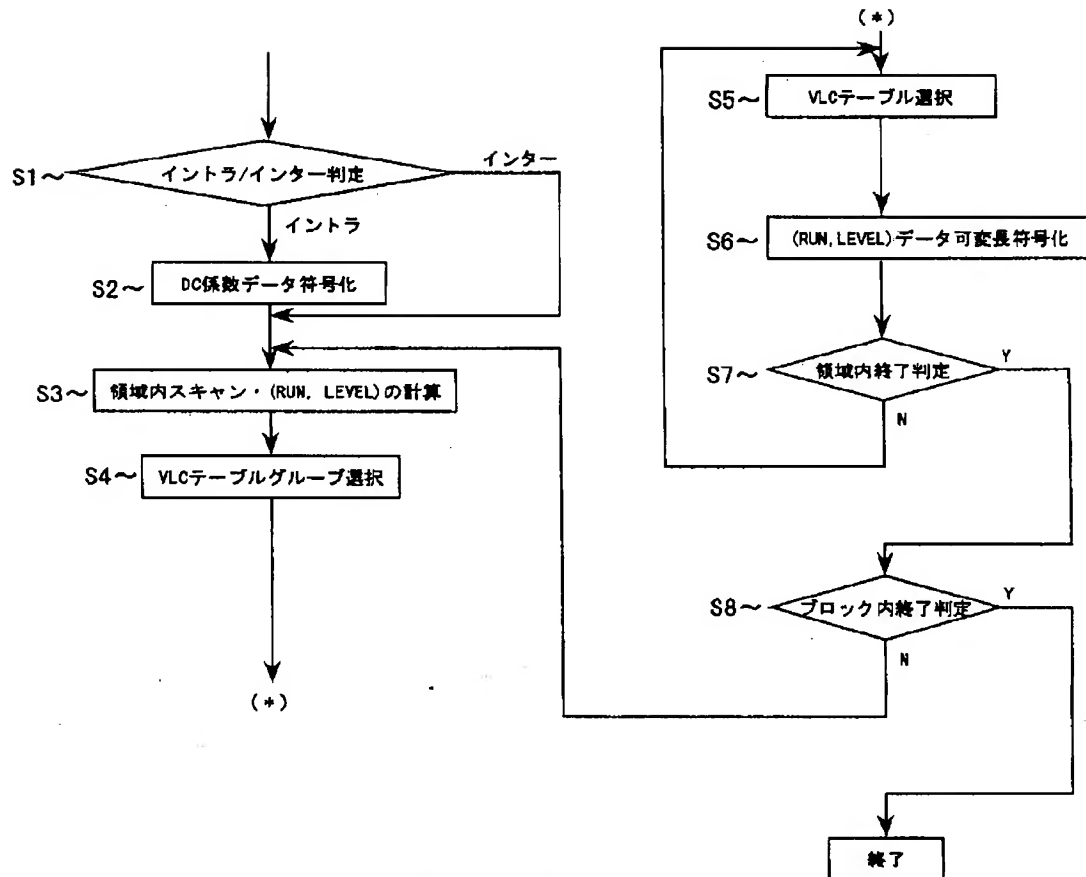 インター
S1～
イントラ/インター判定
イントラ
S2～
DC係数データ符号化
S3～
領域内スキャン・(RUN, LEVEL)の計算
S4～
VLCテーブルグループ選択
(*)
(*)
S5～
VLCテーブル選択
S6～
(RUN, LEVEL)データ可変長符号化
S7～
領域内終了判定
Y
N
S8～
ブロック内終了判定
Y
N
終了